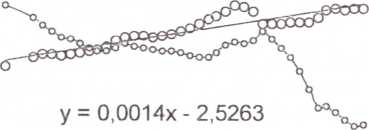 y = 0,0014x - 2,5263